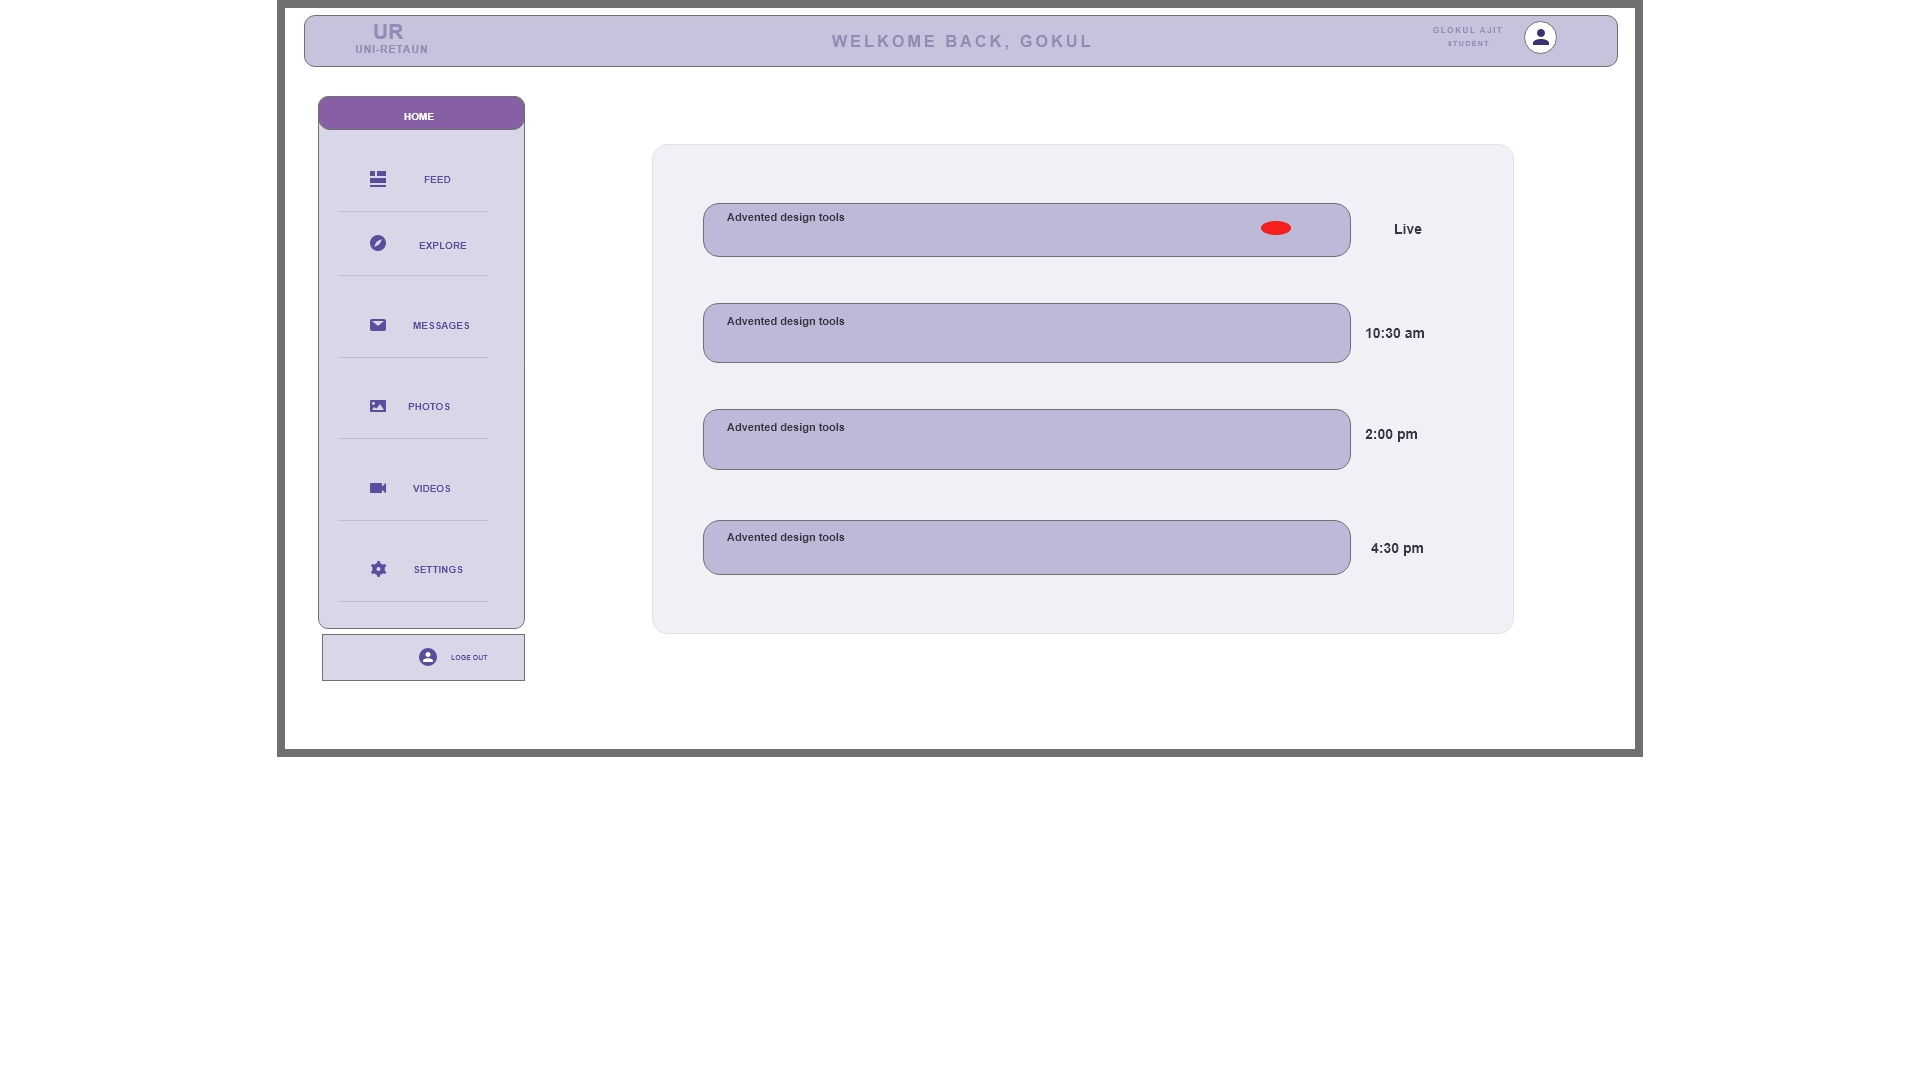 UR
UNI-RETAUN
WELKOME BACK, GOKUL
GLOKUL AJIT
STUDENT
HOME
FEED
EXPLORE
MESSAGES
PHOTOS
VIDEOS
SETTINGS
LOGE OUT
Advented design tools
Live
Advented design tools
10:30 am
Advented design tools
2:00 pm
Advented design tools
4:30 pm